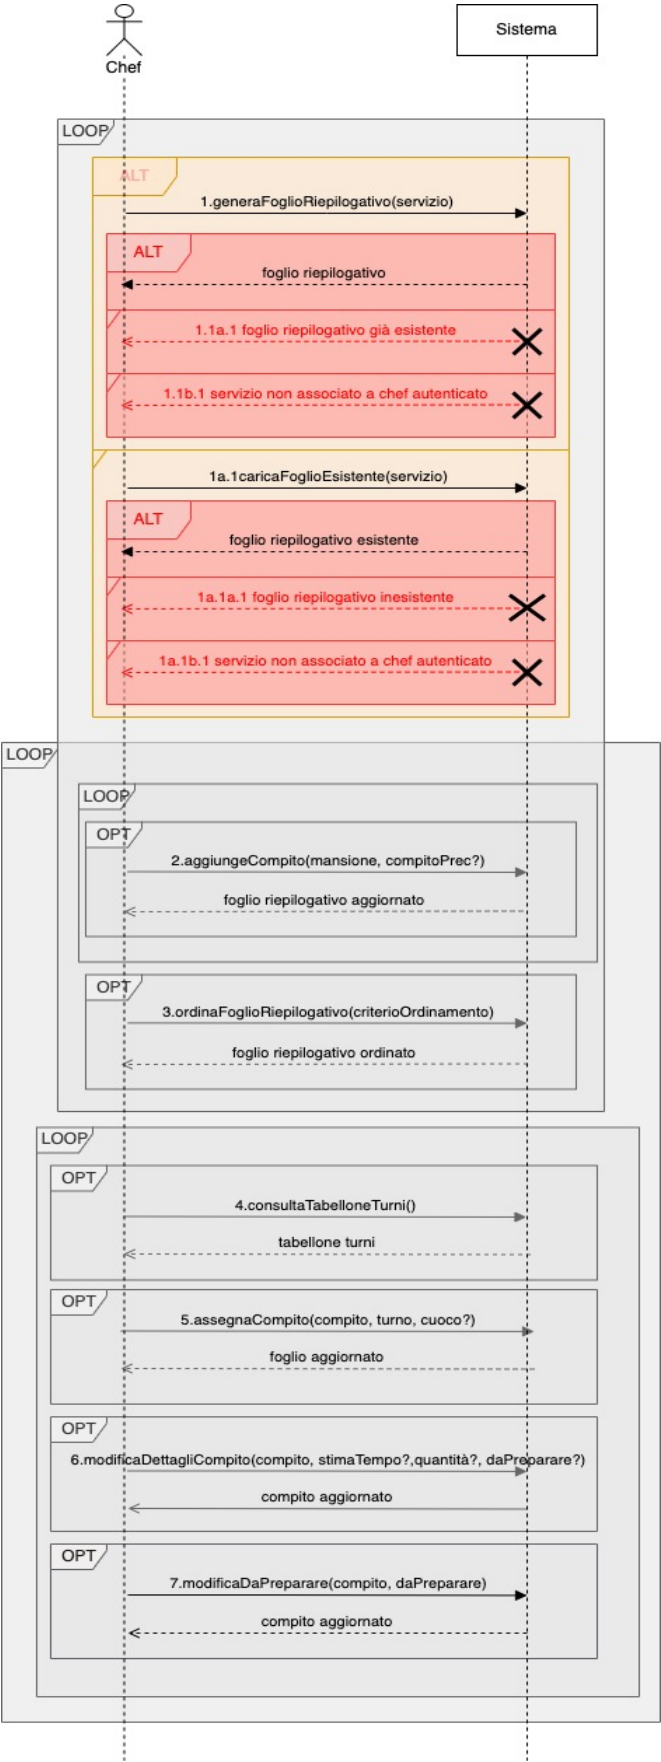 Sistema
Chef
LOOP
ALT
1.generaFoglioRiepilogativo(servizio)
ALT
foglio riepilogativo
1.1a.1 foglio riepilogativo già esistente
1.1b.1 servizio non associato a chef autenticato
1a.1caricaFoglioEsistente(servizio)
ALT
foglio riepilogativo esistente
1a.1a.1 foglio riepilogativo inesistente
1a.1b.1 servizio non associato a chef autenticato
LOOP
LOOP
OPT
2.aggiungeCompito(mansione, compitoPrec?)
foglio riepilogativo aggiornato
OPT
3.ordinaFoglioRiepilogativo(criterioOrdinamento)
foglio riepilogativo ordinato
LOOP
OPT
4.consultaTabelloneTurni()
tabellone turni
OPT
5.assegnaCompito(compito, turno, cuoco?)
foglio aggiornato
OPT
6.modificaDettagliCompito(compito, stimaTempo?,quantità?, daPreparare?)
compito aggiornato
OPT
7.modificaDaPreparare(compito, daPreparare)
compito aggiornato